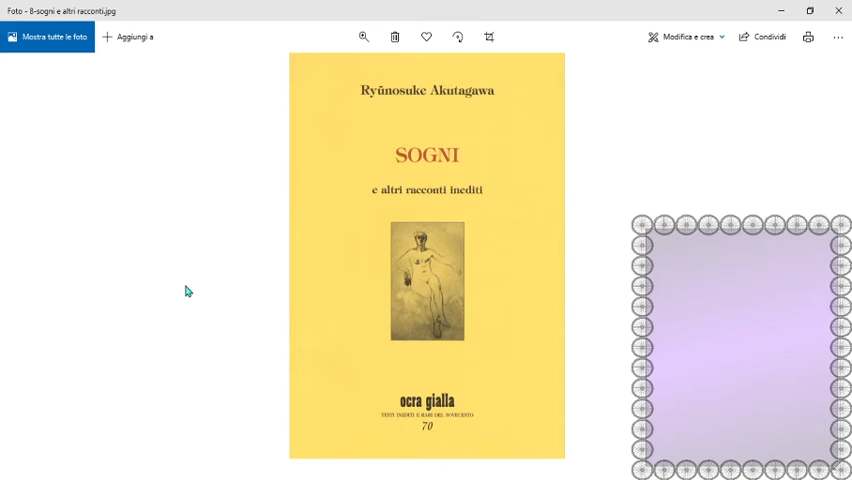 Foto - 8-sogni e altri racconti.jpg
Mostra tutte le foto
Aggiungi a
Modifica e crea
Condividi
Ryūnosuke Akutagawa
SOGNI
e altri racconti inediti
ocra gialla
TESTI INEDITI E RARI DEL NOVECENTO
70